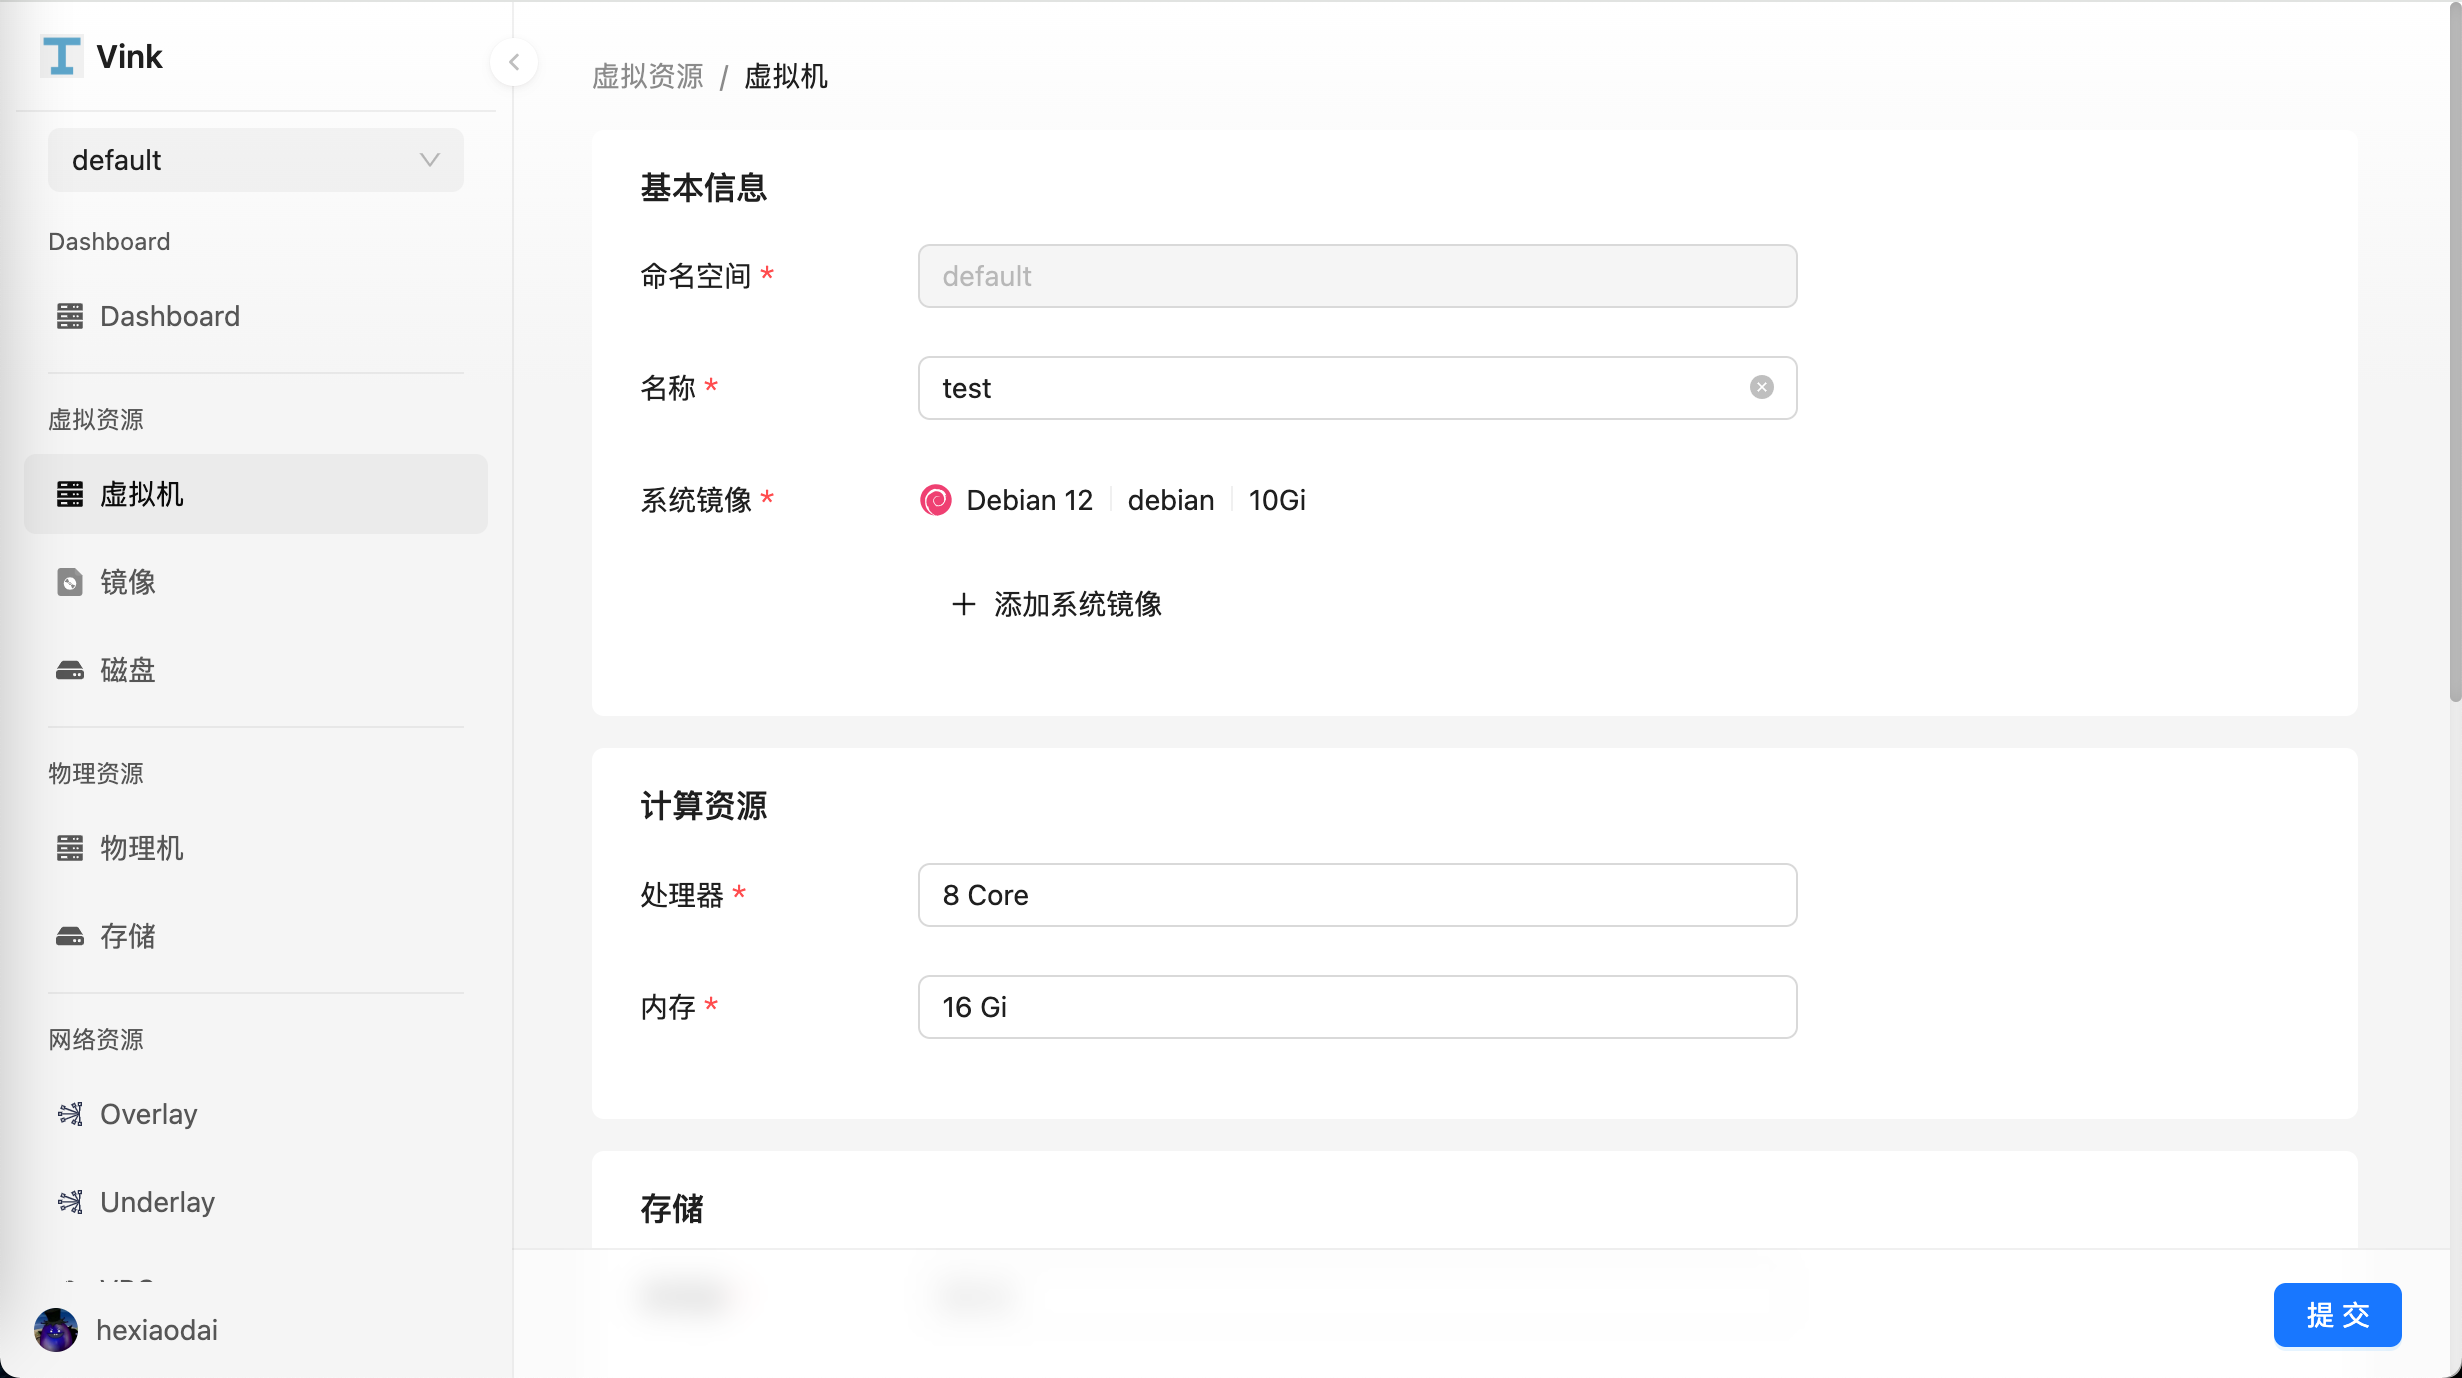 Vink
default
Dashboard
Dashboard
虚拟资源
虚拟机
镜像
磁盘
物理资源
物理机
存储
网络资源
Overlay
Underlay
hexiaodai
虚拟资源 / 虚拟机
基本信息
命名空间 * default
名称 * test
系统镜像 * Debian 12 debian 10Gi
添加系统镜像
计算资源
处理器 * 8 Core
内存 * 16 Gi
存储
提 交